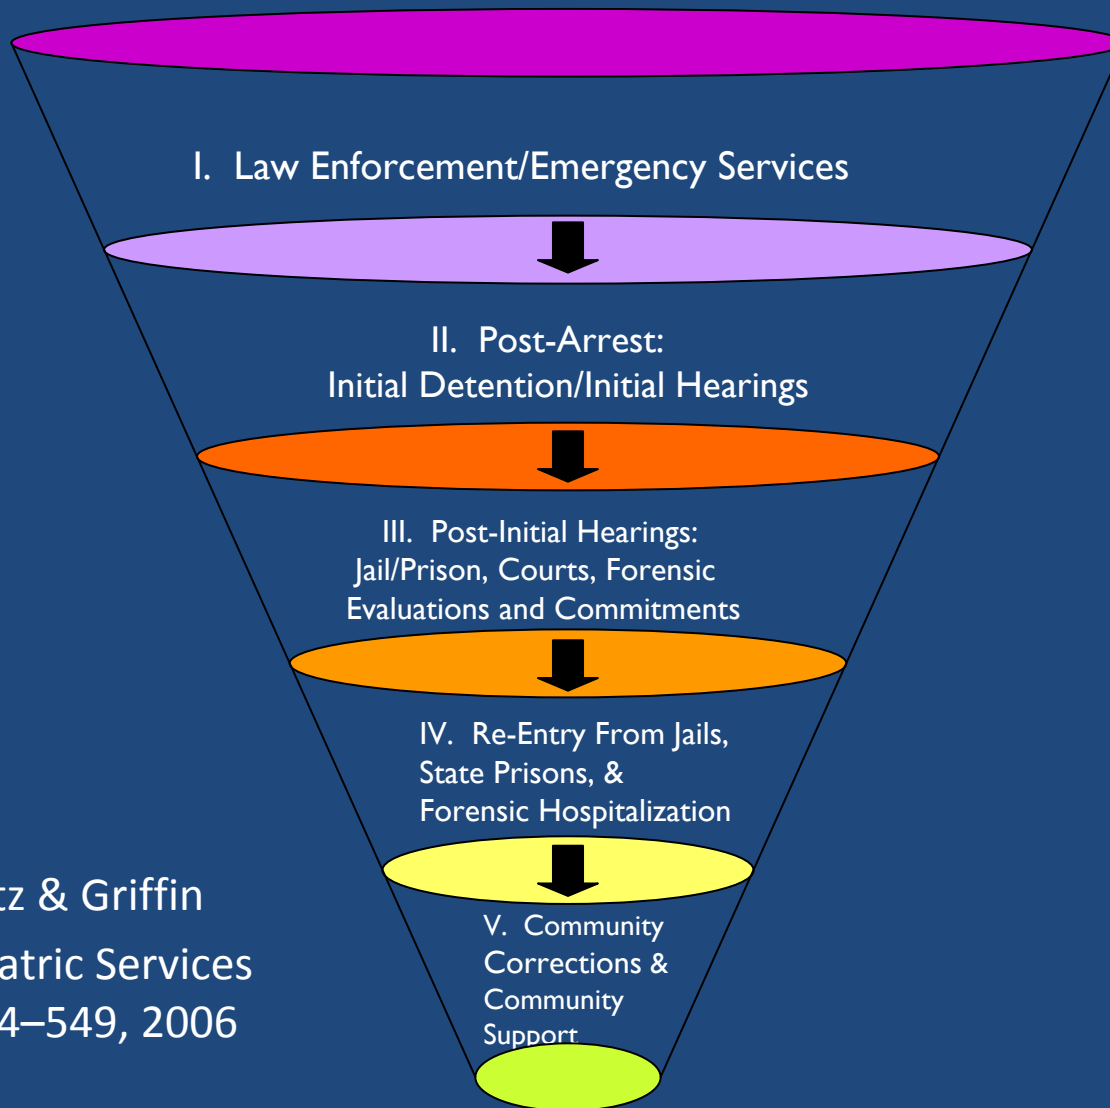 I. Law Enforcement/Emergency Services
II. Post-Arrest:
Initial Detention/Initial Hearings
III. Post-Initial Hearings:
Jail/Prison, Courts, Forensic
Evaluations and Commitments
IV. Re-Entry From Jails,
State Prisons, &
Forensic Hospitalization
V. Community
Corrections &
Community
Support
tz & Griffin
atric Services
4–549, 2006